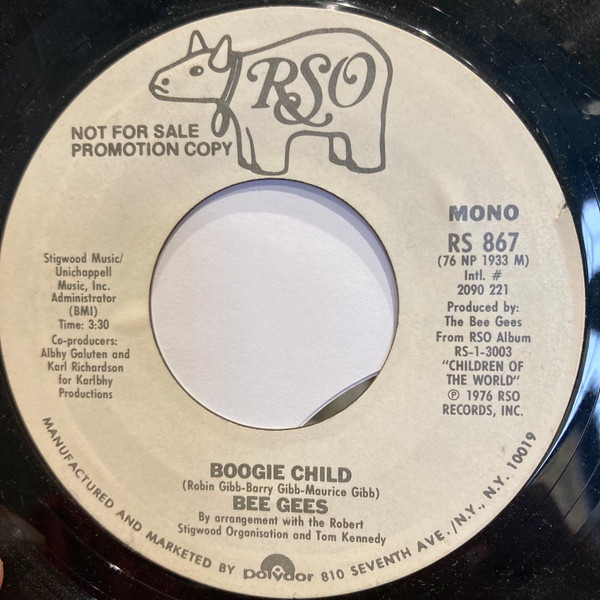 RSO
NOT FOR SALE
PROMOTION COPY
MONO
RS 867
(76 NP 1933 M)
Intl. #
2090 221
Produced by:
The Bee Gees
From RSO Album
RS-1-3003
"CHILDREN OF
THE WORLD"
℗ 1976 RSO
RECORDS, INC.
Stigwood Music/
Unichappell
Music, Inc.
Administrator
(BMI)
Time: 3:30
Co-producers:
Albhy Galuten and
Karl Richardson
for Karlbhy
Productions
BOOGIE CHILD
(Robin Gibb-Barry Gibb-Maurice Gibb)
BEE GEES
By arrangement with the Robert
Stigwood Organisation and Tom Kennedy
MANUFACTURED AND MARKETED BY polydor 810 SEVENTH AVE./N.Y., N.Y. 10019